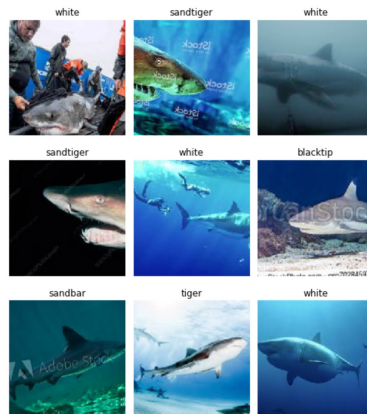 white
sandtiger
white
iStock
iStock
iStock
sandtiger
white
blacktip
sandbar
tiger
white
Adobe Stock